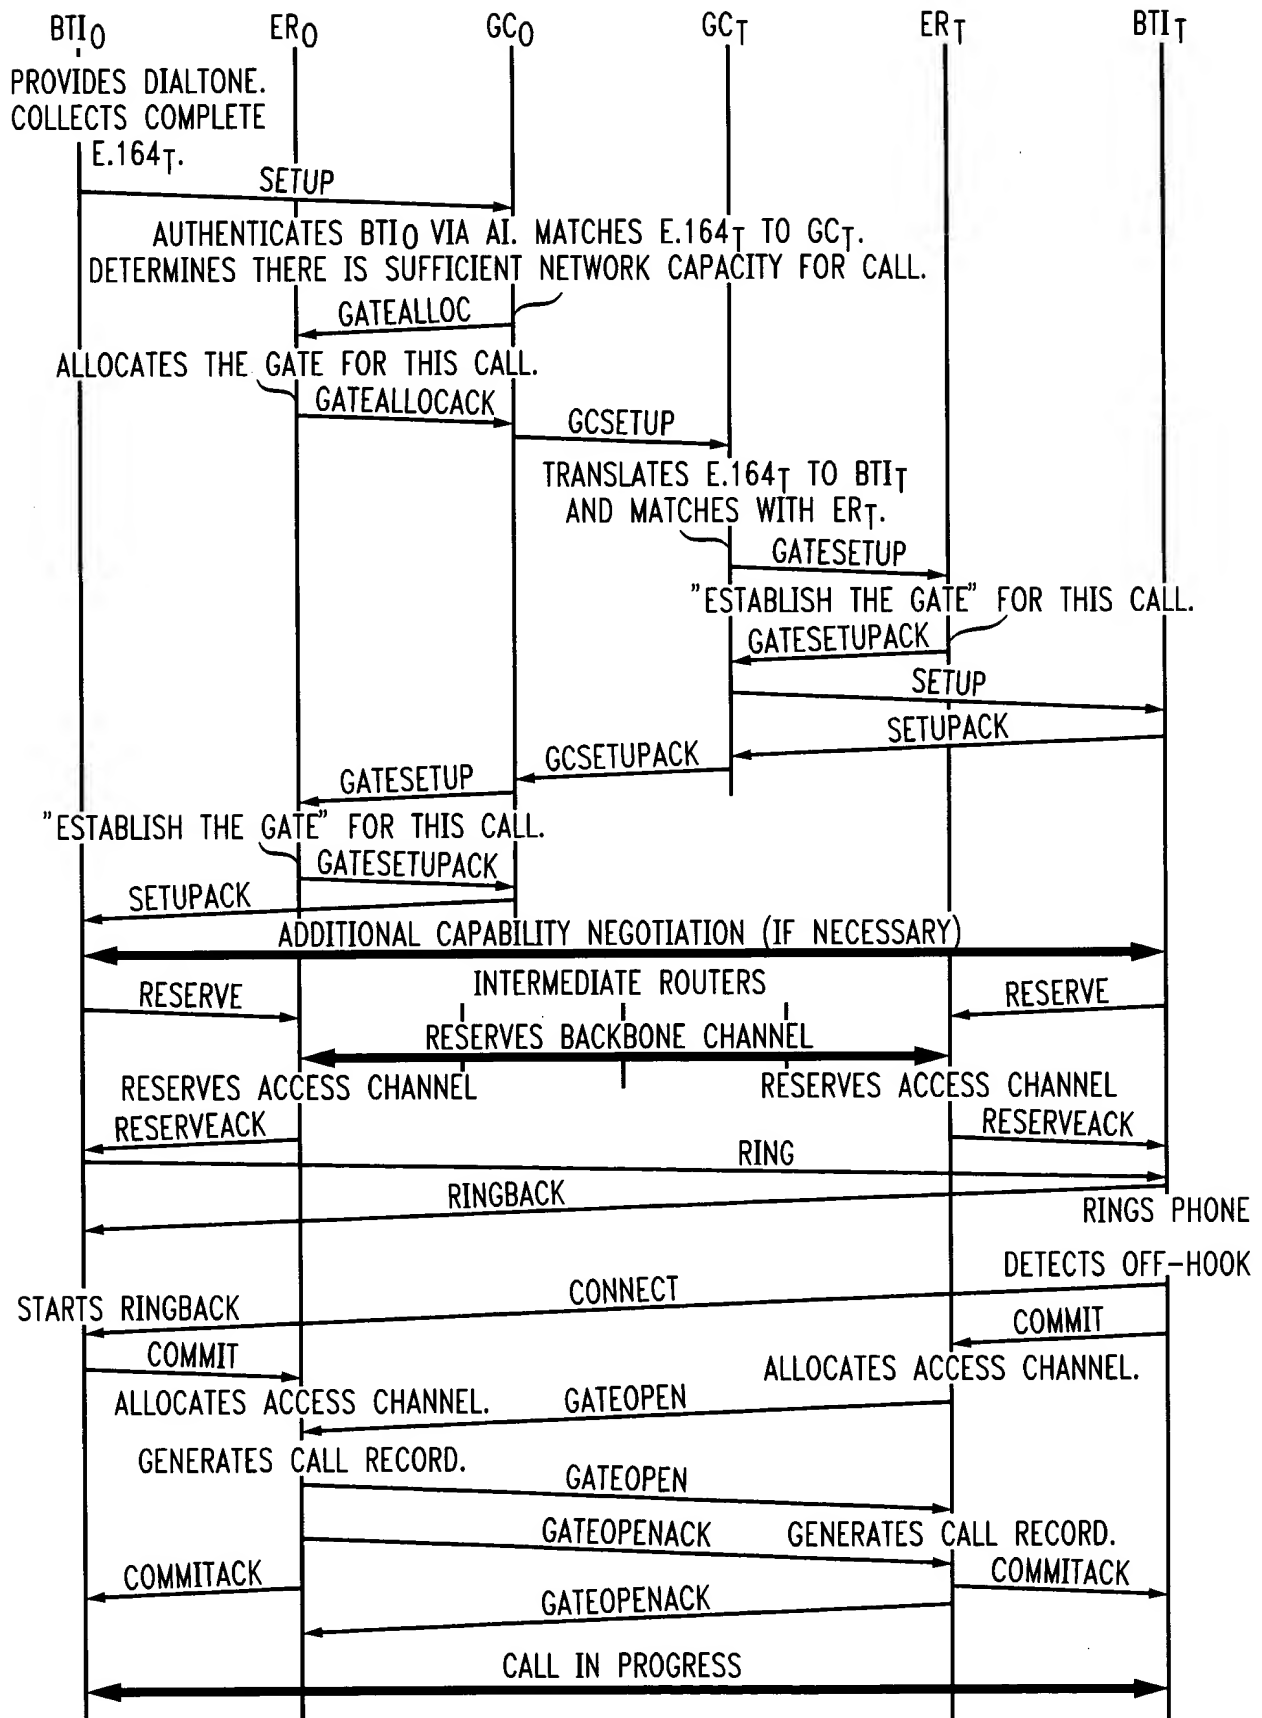 BTIO ERO GCO GCT ERT BTIT
PROVIDES DIALTONE.
COLLECTS COMPLETE
E.164T.
SETUP
AUTHENTICATES BTIO VIA AI. MATCHES E.164T TO GCT.
DETERMINES THERE IS SUFFICIENT NETWORK CAPACITY FOR CALL.
GATEALLOC
ALLOCATES THE GATE FOR THIS CALL.
GATEALLOCACK
GCSETUP
TRANSLATES E.164T TO BTIT
AND MATCHES WITH ERT.
GATESETUP
"ESTABLISH THE GATE" FOR THIS CALL.
GATESETUPACK
SETUP
SETUPACK
GCSETUPACK
GATESETUP
"ESTABLISH THE GATE" FOR THIS CALL.
GATESETUPACK
SETUPACK
ADDITIONAL CAPABILITY NEGOTIATION (IF NECESSARY)
INTERMEDIATE ROUTERS
RESERVE
RESERVE
RESERVES BACKBONE CHANNEL
RESERVES ACCESS CHANNEL
RESERVES ACCESS CHANNEL
RESERVEACK
RESERVEACK
RING
RINGBACK
RINGS PHONE
DETECTS OFF-HOOK
CONNECT
STARTS RINGBACK
COMMIT
COMMIT
ALLOCATES ACCESS CHANNEL.
ALLOCATES ACCESS CHANNEL.
GATEOPEN
GENERATES CALL RECORD.
GATEOPEN
GATEOPENACK
GENERATES CALL RECORD.
COMMITACK
COMMITACK
GATEOPENACK
CALL IN PROGRESS